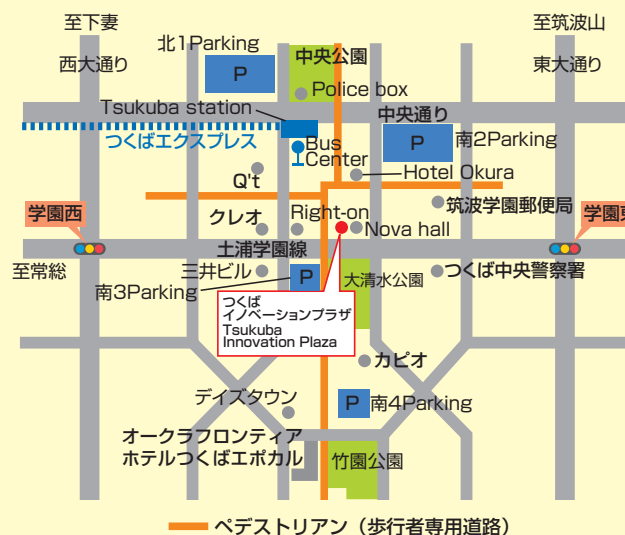 至下妻
至筑波山
北1Parking
西大通り
中央公園
東大通り
P
Police box
Tsukuba station
中央通り
つくばエクスプレス
Bus
Center
P
南2Parking
Q't
Hotel Okura
学園西
クレオ
Right-on
筑波学園郵便局
学園東
Nova hall
土浦学園線
至常総
三井ビル
P
大清水公園
つくば中央警察署
南3Parking
つくば
イノベーションプラザ
Tsukuba
Innovation Plaza
カピオ
デイズタウン
P
南4Parking
オークラフロンティア
ホテルつくばエポカル
竹園公園
ペデストリアン（歩行者専用道路）